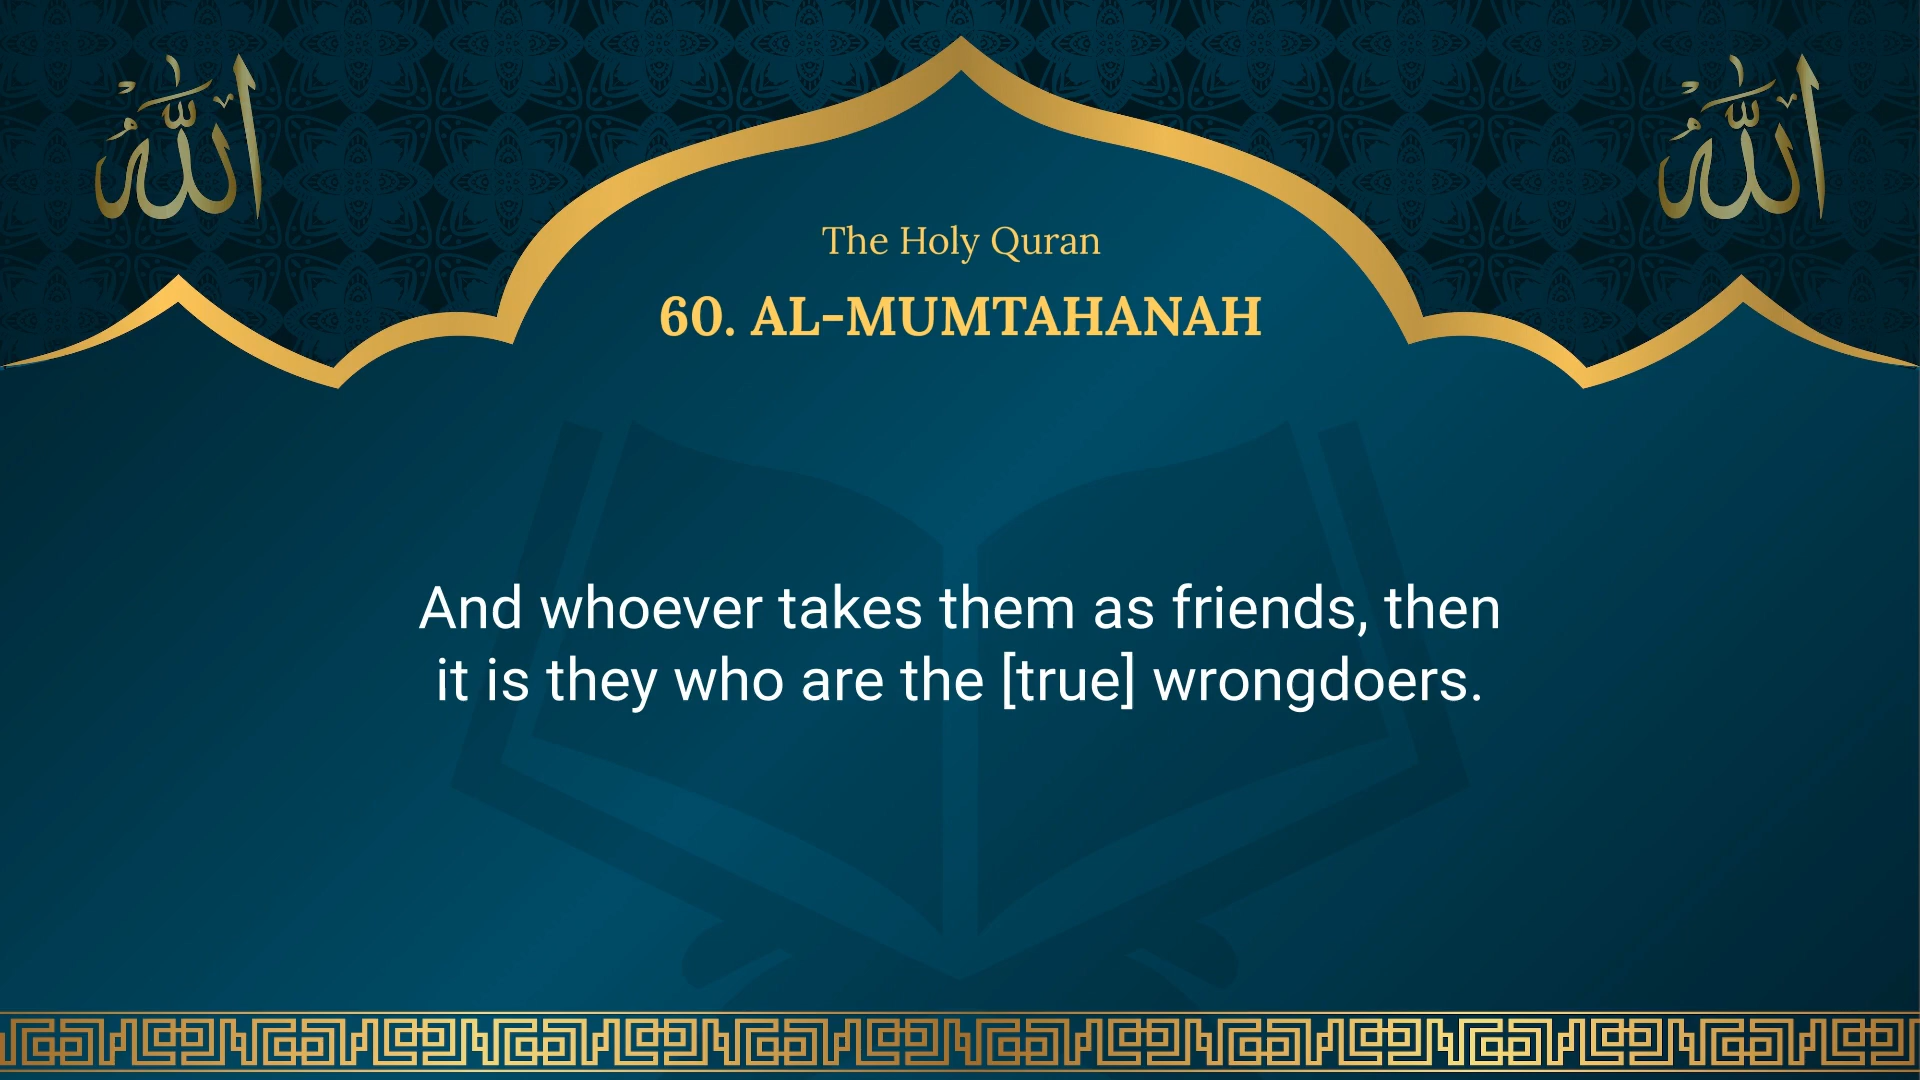 الله
الله
The Holy Quran
60. AL-MUMTAHANAH
And whoever takes them as friends, then
it is they who are the [true] wrongdoers.